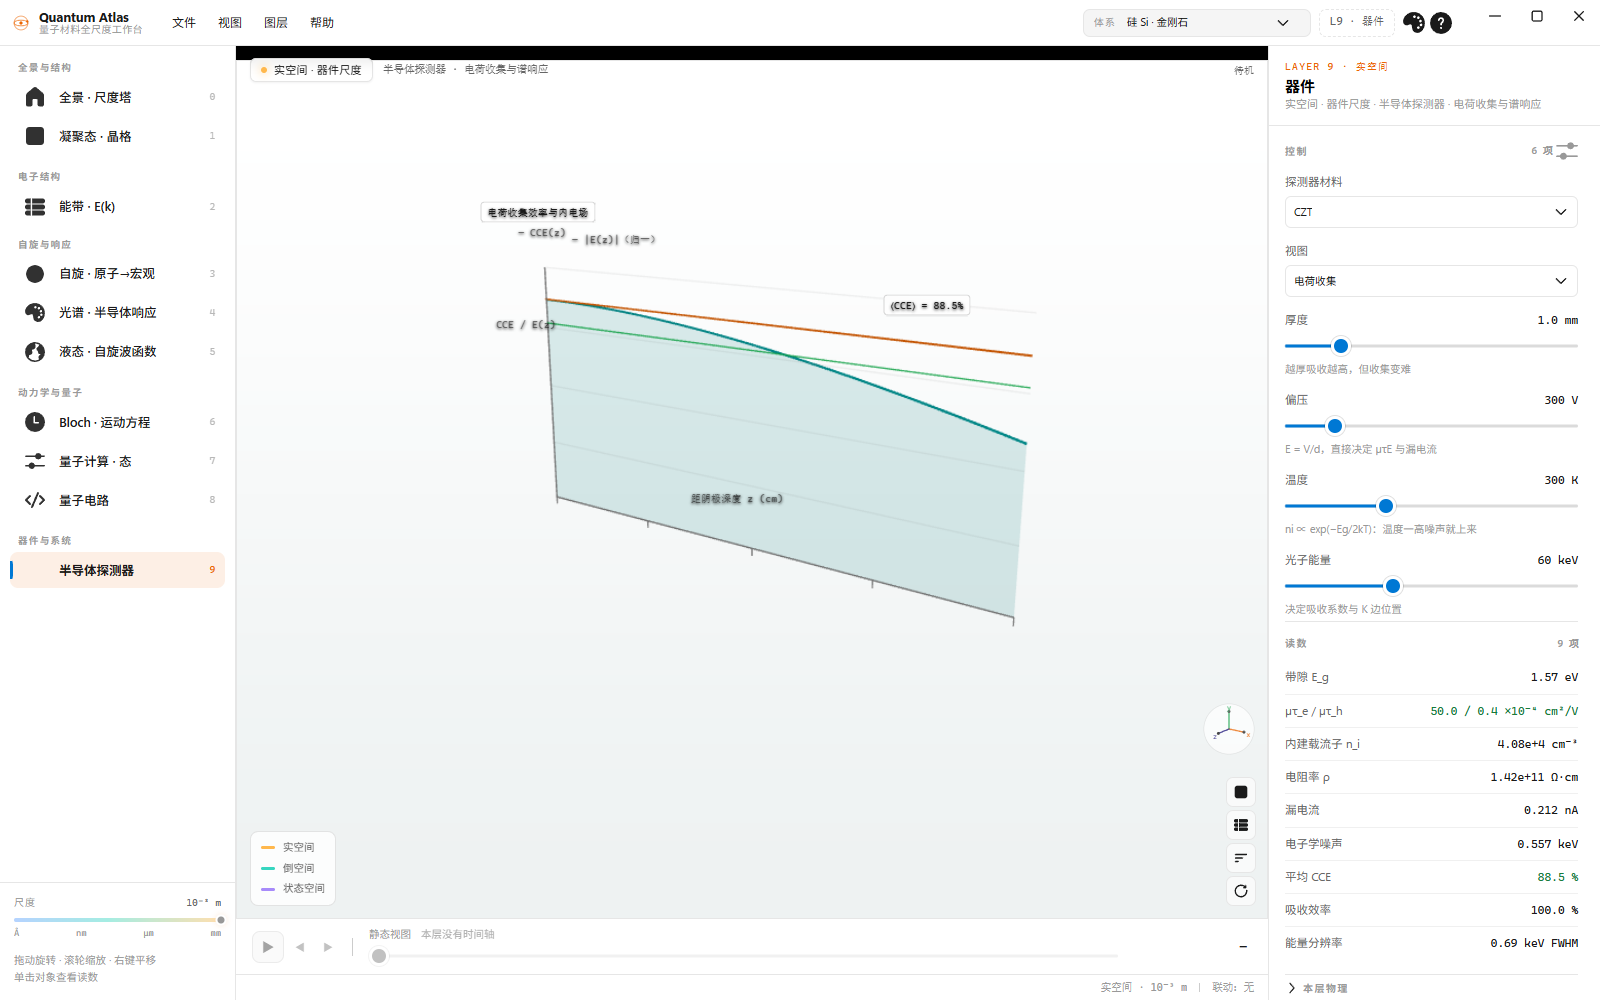 Quantum Atlas
量子材料全尺度工作台
文件 视图 图层 帮助
体系 硅 Si · 金刚石
L9 · 器件
全景与结构
全景 · 尺度塔 0
凝聚态 · 晶格 1
电子结构
能带 · E(k) 2
自旋与响应
自旋 · 原子→宏观 3
光谱 · 半导体响应 4
液态 · 自旋波函数 5
动力学与量子
Bloch · 运动方程 6
量子计算 · 态 7
量子电路 8
器件与系统
半导体探测器 9
尺度 10⁻³ m
Å nm μm mm
拖动旋转 · 滚轮缩放 · 右键平移
单击对象查看读数
实空间 · 器件尺度
半导体探测器 · 电荷收集与谱响应
待机
电荷收集效率与内电场
— CCE(z)
— |E(z)| (归一)
⟨CCE⟩ = 88.5%
CCE / E(z)
距阴极深度 z (cm)
Y
Z
X
实空间
倒空间
状态空间
静态视图 本层没有时间轴
–
实空间 · 10⁻³ m | 联动: 无
LAYER 9 · 实空间
器件
实空间 · 器件尺度 · 半导体探测器 · 电荷收集与谱响应
控制 6 项
探测器材料
CZT
视图
电荷收集
厚度 1.0 mm
越厚吸收越高，但收集变难
偏压 300 V
E = V/d，直接决定 μτE 与漏电流
温度 300 K
ni ∝ exp(−Eg/2kT)：温度一高噪声就上来
光子能量 60 keV
决定吸收系数与 K 边位置
读数 9 项
带隙 E_g 1.57 eV
μτ_e / μτ_h 50.0 / 0.4 ×10⁻⁴ cm²/V
内建载流子 n_i 4.08e+4 cm⁻³
电阻率 ρ 1.42e+11 Ω·cm
漏电流 0.212 nA
电子学噪声 0.557 keV
平均 CCE 88.5 %
吸收效率 100.0 %
能量分辨率 0.69 keV FWHM
本层物理